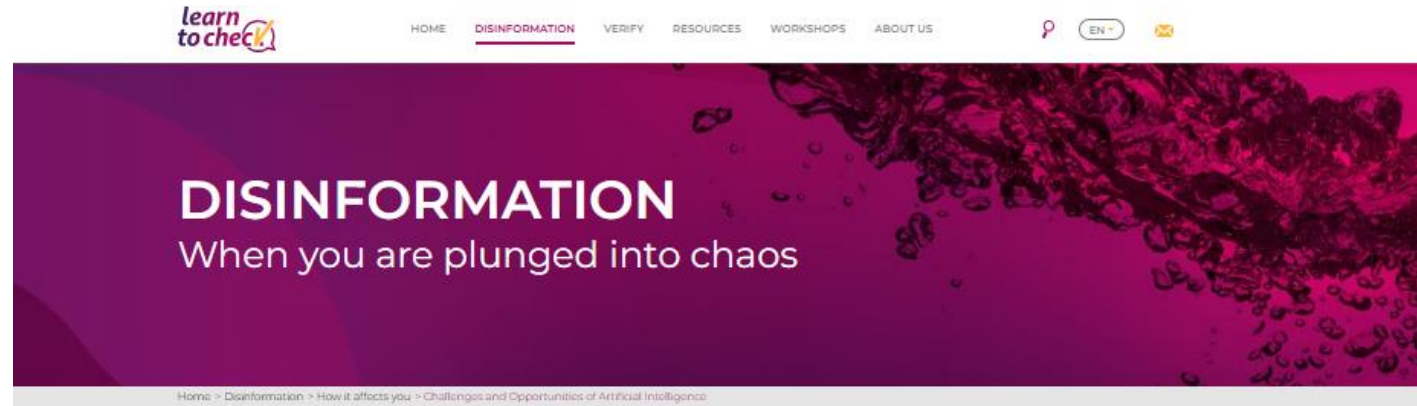 learn
to check
HOME DISINFORMATION VERIFY RESOURCES WORKSHOPS ABOUT US EN
DISINFORMATION
When you are plunged into chaos
Home > Disinformation > How it affects you > Challenges and Opportunities of Artificial Intelligence